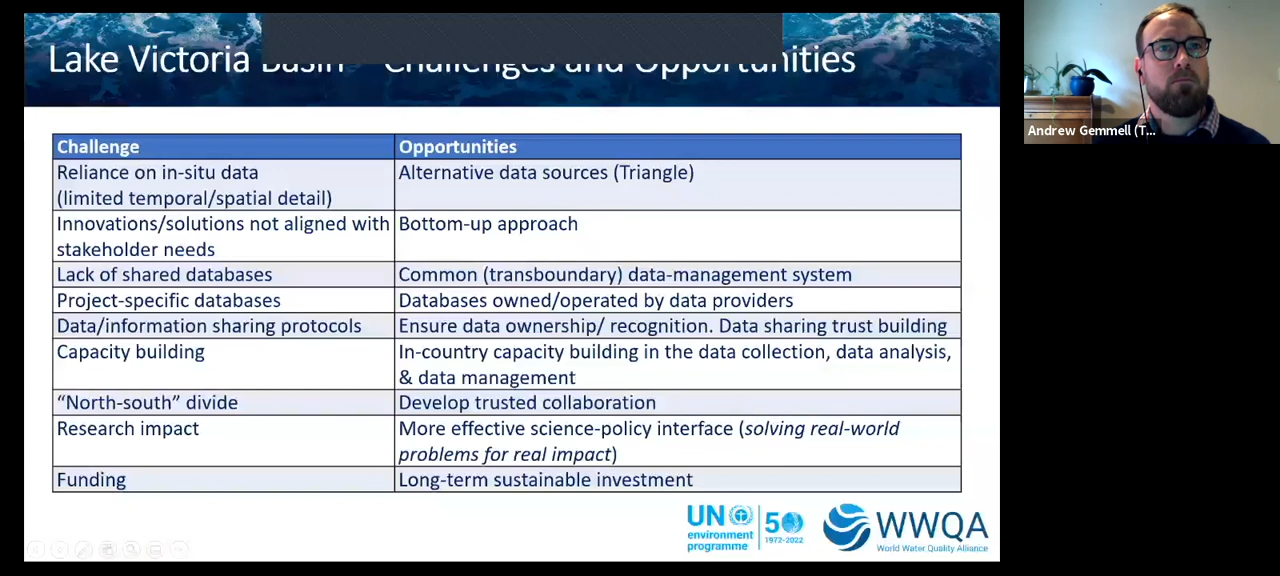 Lake Victoria Basin – Challenges and Opportunities
Challenge
Opportunities
Reliance on in-situ data
(limited temporal/spatial detail)
Alternative data sources (Triangle)
Innovations/solutions not aligned with
stakeholder needs
Bottom-up approach
Lack of shared databases
Common (transboundary) data-management system
Project-specific databases
Databases owned/operated by data providers
Data/information sharing protocols
Ensure data ownership/ recognition. Data sharing trust building
Capacity building
In-country capacity building in the data collection, data analysis,
& data management
“North-south” divide
Develop trusted collaboration
Research impact
More effective science-policy interface (solving real-world
problems for real impact)
Funding
Long-term sustainable investment
UN
environment
programme
50
1972-2022
WWQA
World Water Quality Alliance
Andrew Gemmell (T...